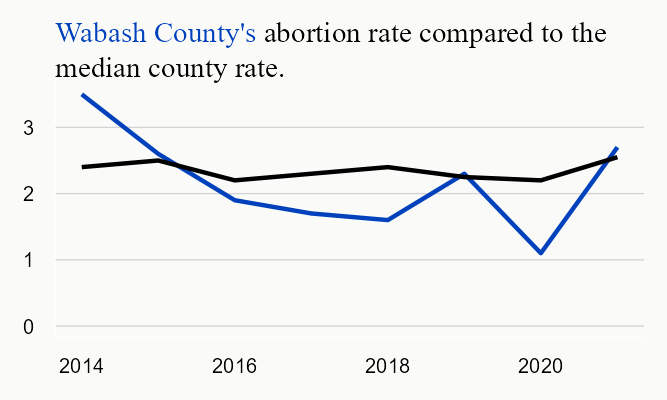 Wabash County's abortion rate compared to the
median county rate.
3
2
1
0
2014 2016 2018 2020